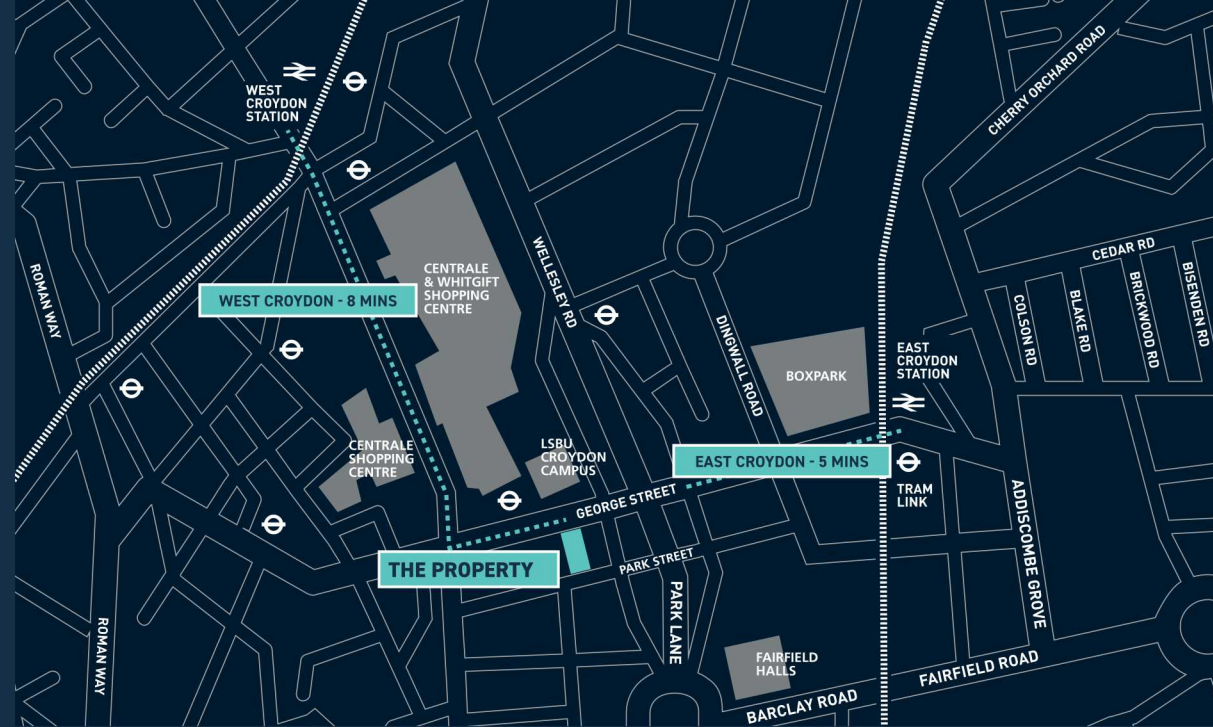 WEST
CROYDON
STATION
CHERRY ORCHARD ROAD
ROMAN WAY
WEST CROYDON - 8 MINS
CENTRALE
& WHITGIFT
SHOPPING
CENTRE
WELLESLEY RD
CEDAR RD
COLSON RD
BLAKE RD
BRICKWOOD RD
BISENDEN RD
DINGWALL ROAD
BOXPARK
EAST
CROYDON
STATION
CENTRALE
SHOPPING
CENTRE
LSBU
CROYDON
CAMPUS
EAST CROYDON - 5 MINS
TRAM
LINK
GEORGE STREET
ADDISCOMBE GROVE
THE PROPERTY
PARK STREET
PARK LANE
ROMAN WAY
FAIRFIELD
HALLS
FAIRFIELD ROAD
BARCLAY ROAD